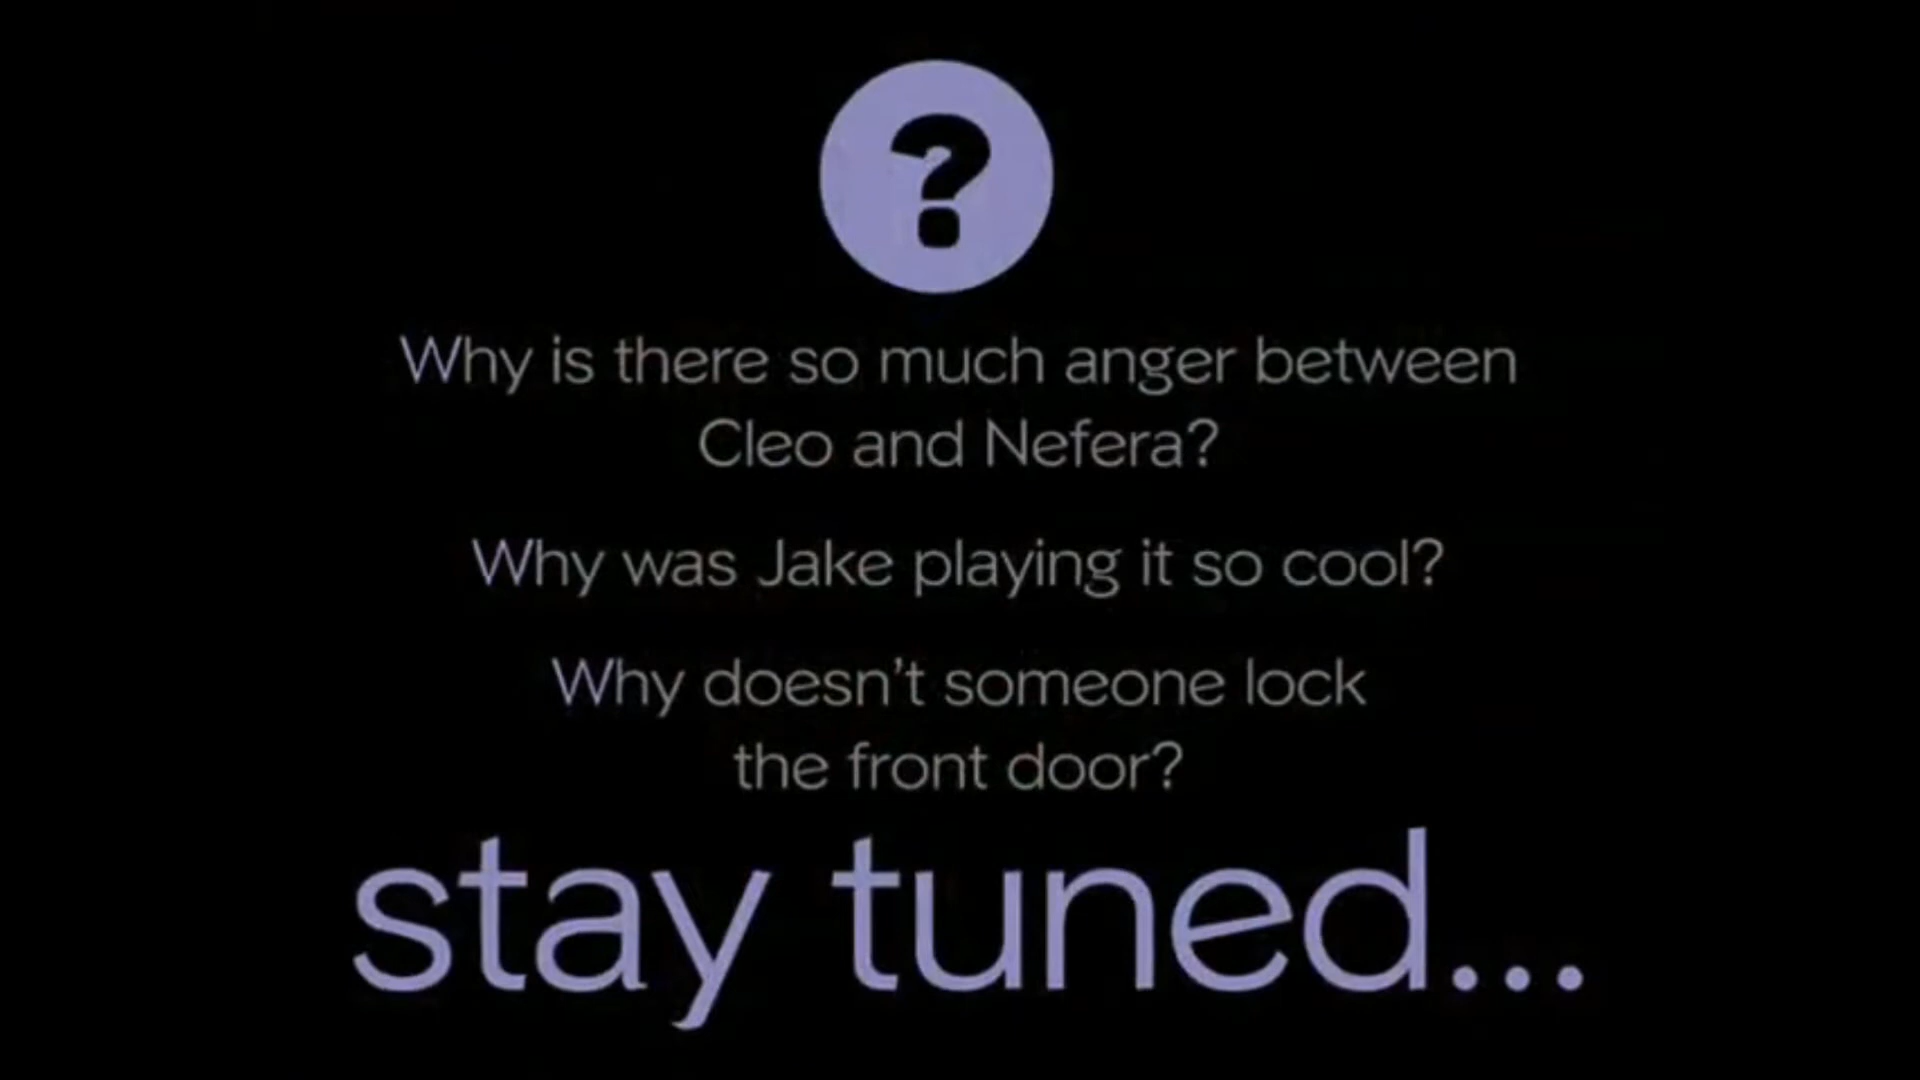 ?
Why is there so much anger between
Cleo and Nefera?
Why was Jake playing it so cool?
Why doesn't someone lock
the front door?
stay tuned...